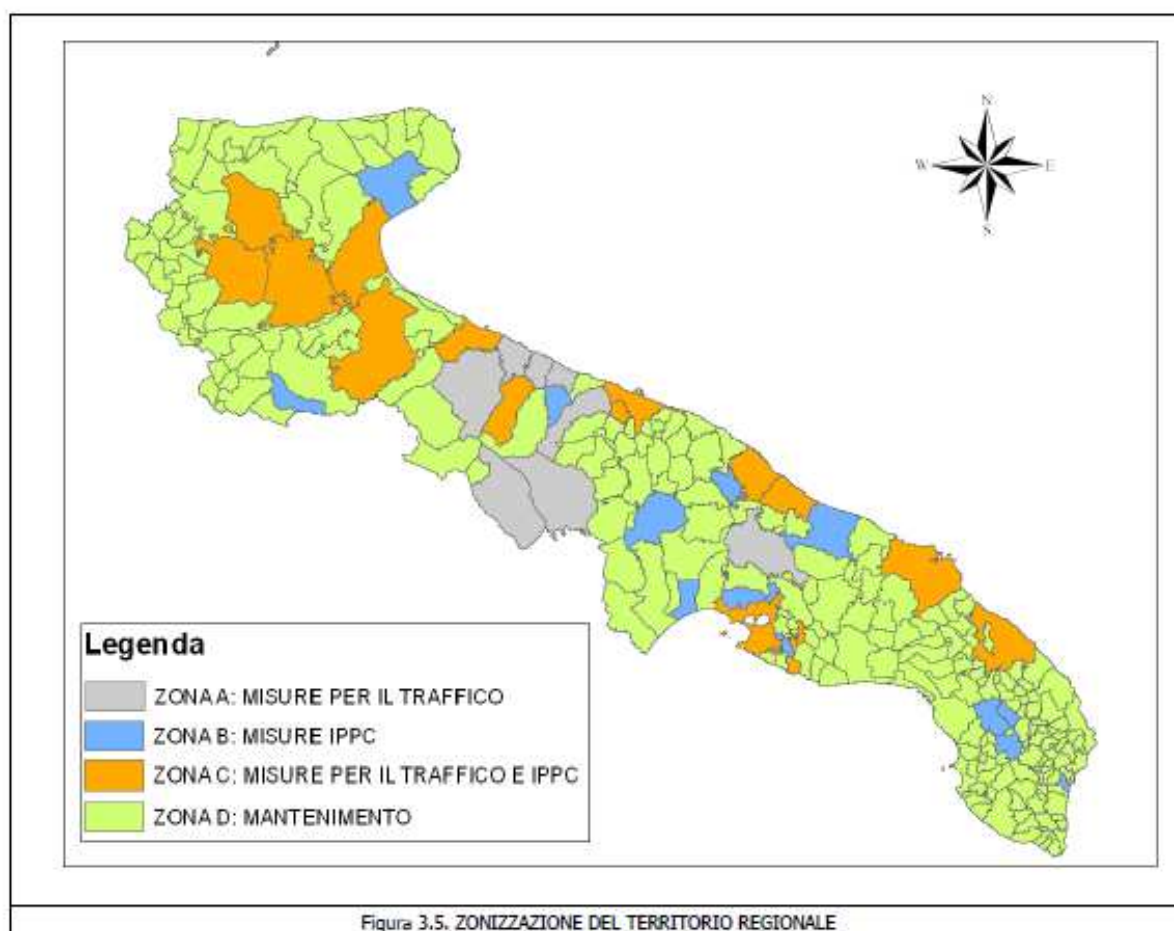 N
W E
S
Legenda
ZONA A: MISURE PER IL TRAFFICO
ZONA B: MISURE IPPC
ZONA C: MISURE PER IL TRAFFICO E IPPC
ZONA D: MANTENIMENTO
Figura 3.5. ZONIZZAZIONE DEL TERRITORIO REGIONALE